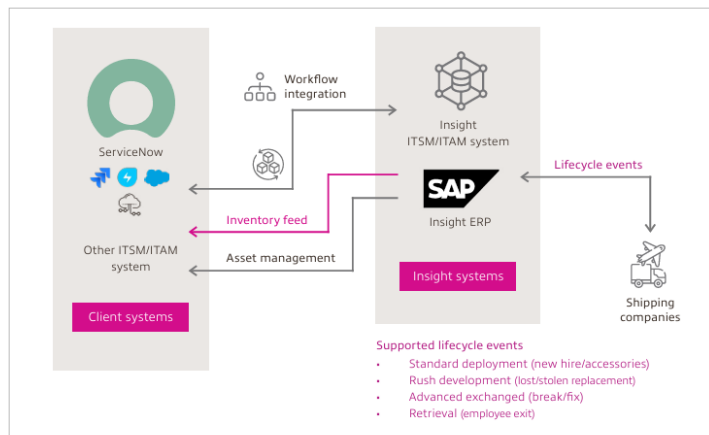 ServiceNow
Other ITSM/ITAM
system
Client systems
Workflow
integration
Inventory feed
Asset management
Insight
ITSM/ITAM system
SAP
Insight ERP
Insight systems
Lifecycle events
Shipping
companies
Supported lifecycle events
• Standard deployment (new hire/accessories)
• Rush development (lost/stolen replacement)
• Advanced exchanged (break/fix)
• Retrieval (employee exit)